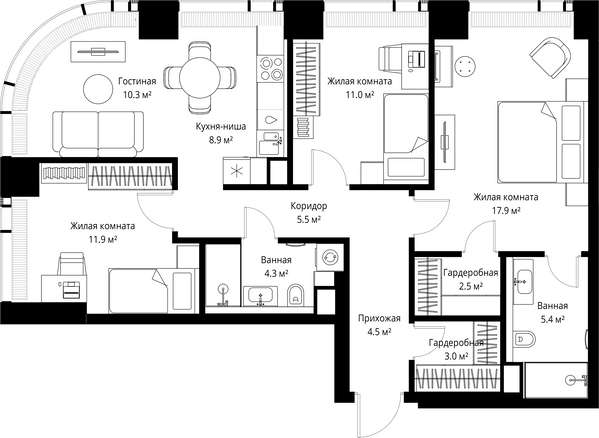 Гостиная
10.3 м²
Жилая комната
11.0 м²
Кухня-ниша
8.9 м²
Жилая комната
17.9 м²
Коридор
5.5 м²
Жилая комната
11.9 м²
Ванная
4.3 м²
Гардеробная
2.5 м²
Ванная
5.4 м²
Прихожая
4.5 м²
Гардеробная
3.0 м²